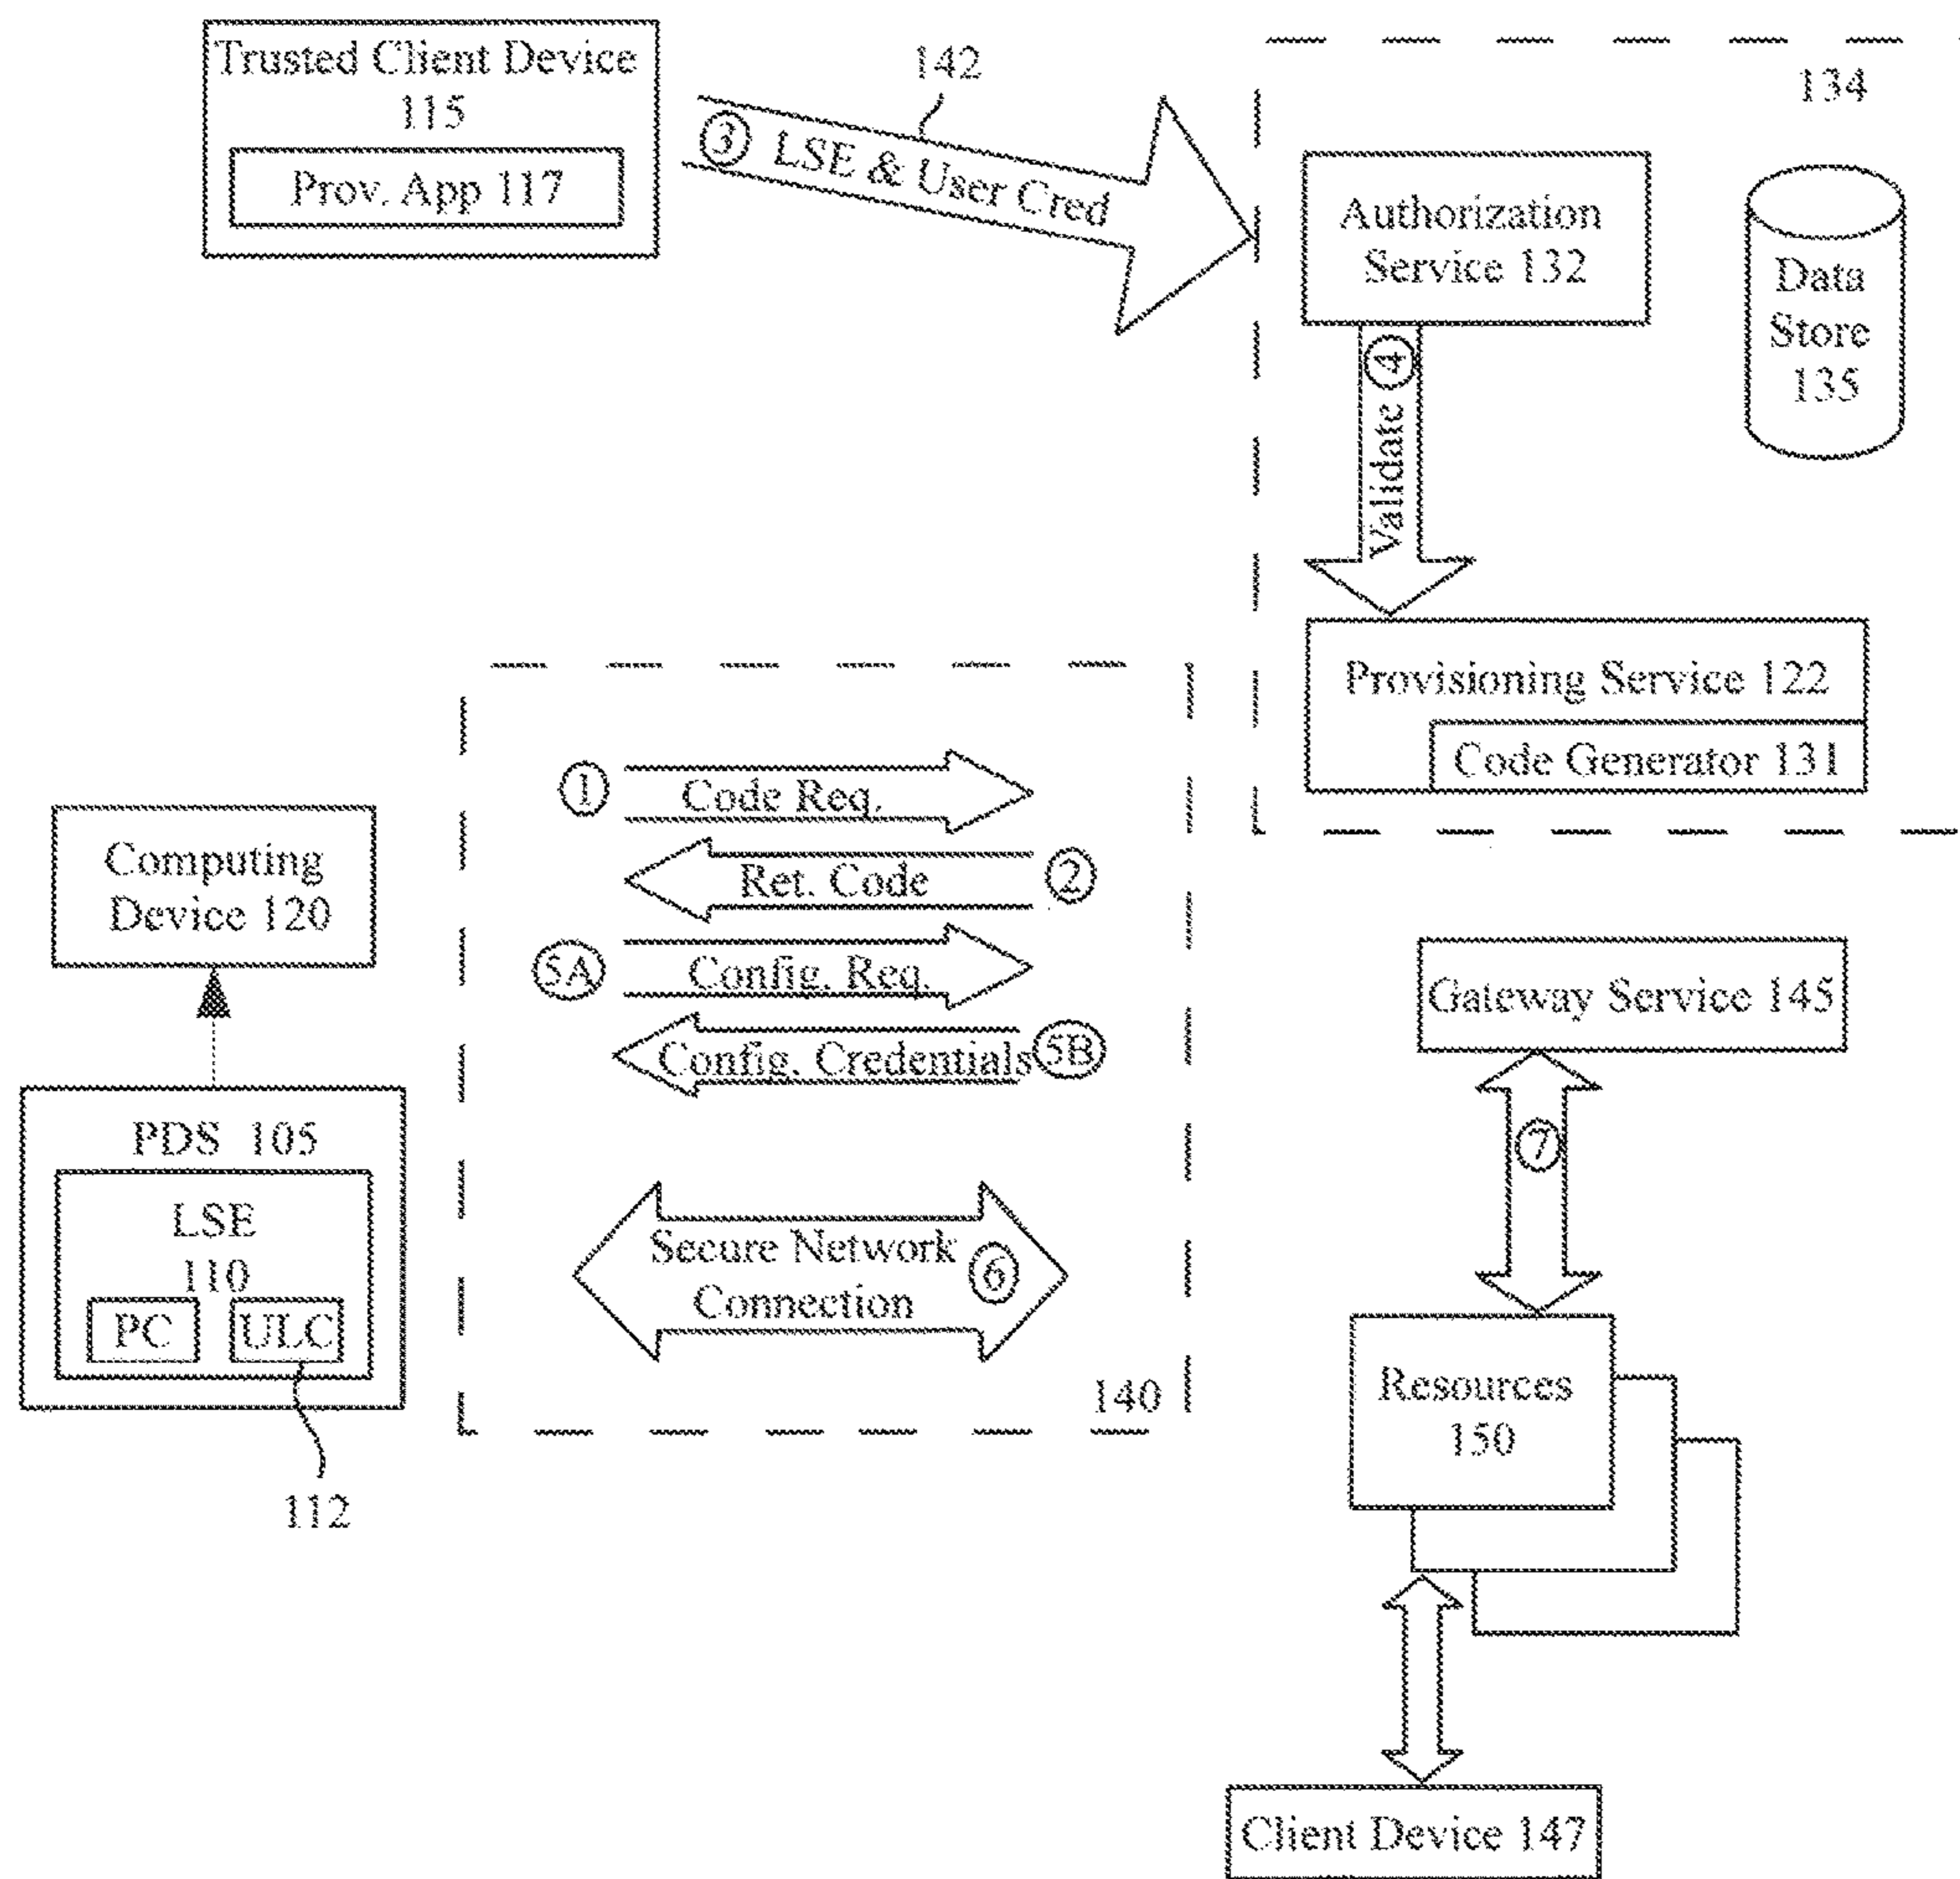 Trusted Client Device
115
Prov. App 117
142
③ LSE & User Cred
134
Authorization
Service 132
Data
Store
135
Validate ④
Provisioning Service 122
Code Generator 131
① Code Req.
Ret. Code ②
5A Config. Req.
Config. Credentials 5B
Secure Network
Connection ⑥
140
Computing
Device 120
PDS 105
LSE
110
PC ULC
112
Gateway Service 145
⑦
Resources
150
Client Device 147